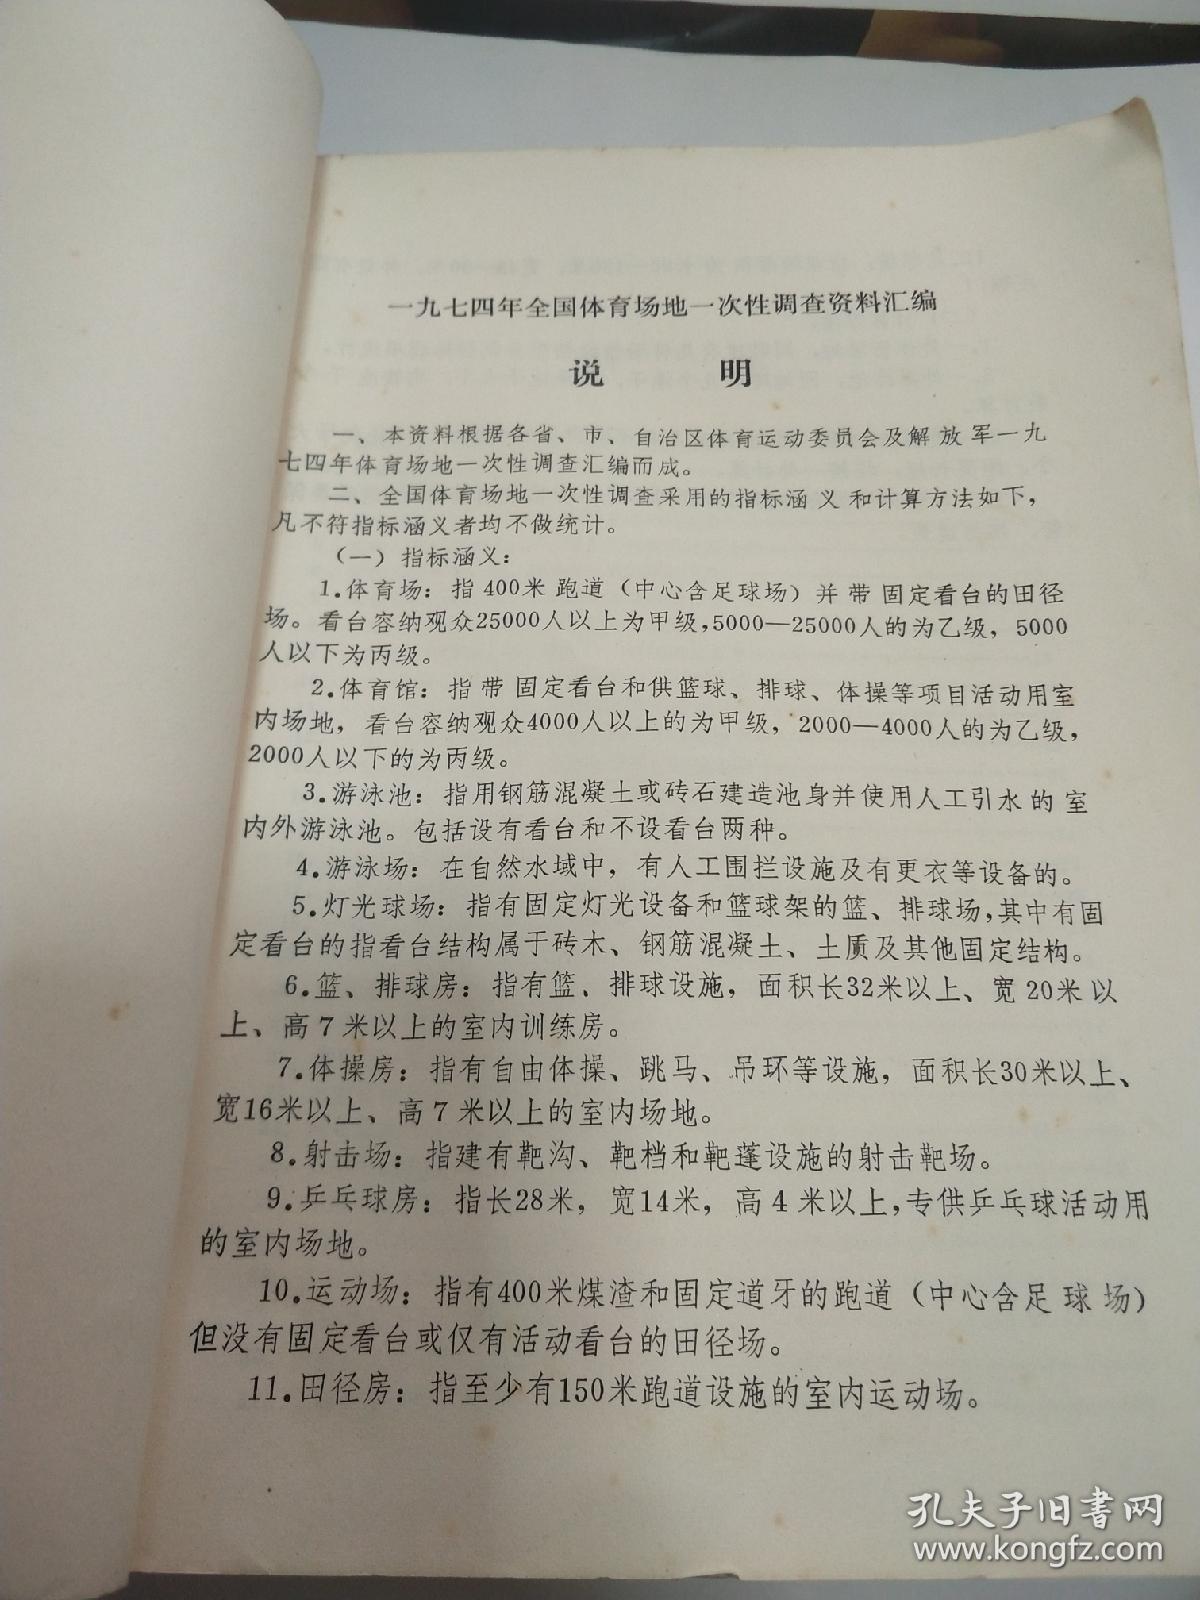 一九七四年全国体育场地一次性调查资料汇编
说 明
一、本资料根据各省、市、自治区体育运动委员会及解放军一九
七四年体育场地一次性调查汇编而成。
二、全国体育场地一次性调查采用的指标涵义和计算方法如下，
凡不符指标涵义者均不做统计。
（一）指标涵义：
1.体育场：指400米跑道（中心含足球场）并带固定看台的田径
场。看台容纳观众25000人以上为甲级，5000—25000人的为乙级，5000
人以下为丙级。
2.体育馆：指带固定看台和供篮球、排球、体操等项目活动用室
内场地，看台容纳观众4000人以上的为甲级，2000—4000人的为乙级，
2000人以下的为丙级。
3.游泳池：指用钢筋混凝土或砖石建造池身并使用人工引水的室
内外游泳池。包括设有看台和不设看台两种。
4.游泳场：在自然水域中，有人工围拦设施及有更衣等设备的。
5.灯光球场：指有固定灯光设备和篮球架的篮、排球场，其中有固
定看台的指看台结构属于砖木、钢筋混凝土、土质及其他固定结构。
6.篮、排球房：指有篮、排球设施，面积长32米以上、宽20米以
上、高7米以上的室内训练房。
7.体操房：指有自由体操、跳马、吊环等设施，面积长30米以上、
宽16米以上、高7米以上的室内场地。
8.射击场：指建有靶沟、靶档和靶蓬设施的射击靶场。
9.乒乓球房：指长28米，宽14米，高4米以上，专供乒乓球活动用
的室内场地。
10.运动场：指有400米煤渣和固定道牙的跑道（中心含足球场）
但没有固定看台或仅有活动看台的田径场。
11.田径房：指至少有150米跑道设施的室内运动场。
孔夫子旧书网
www.kongfz.com